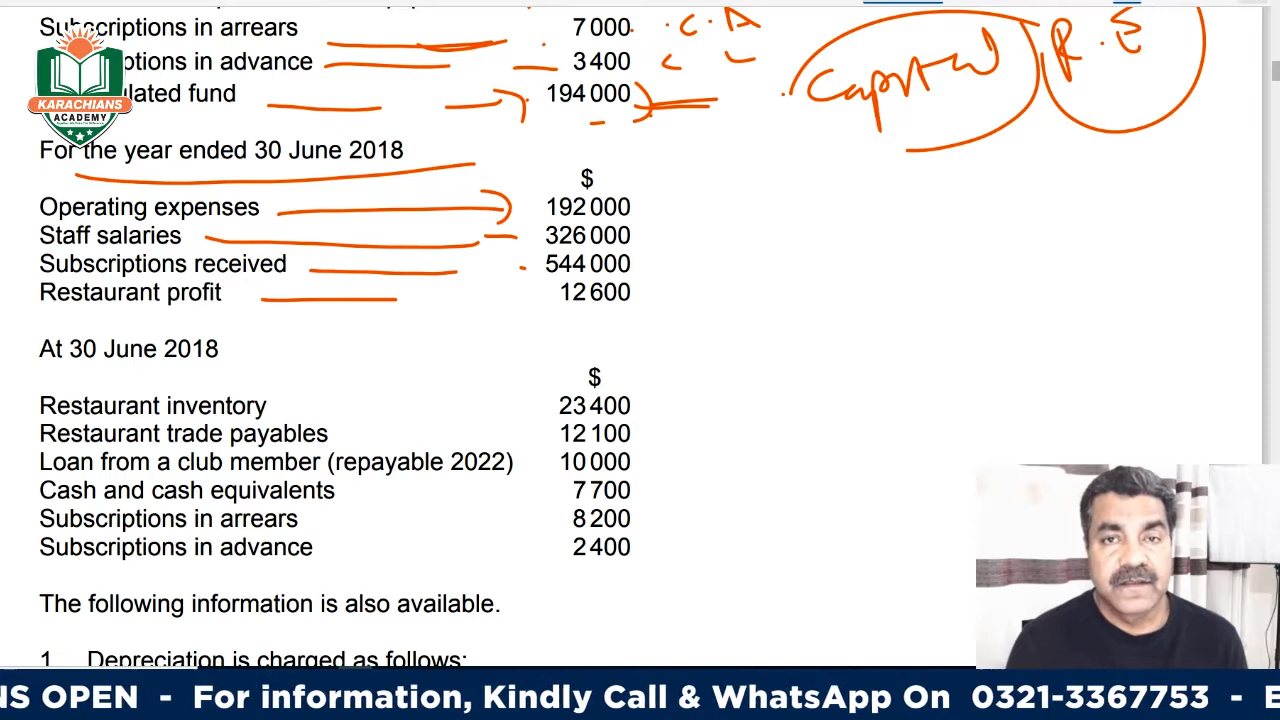 Subscriptions in arrears 7 000 . C . A
ptions in advance 3 400 C L
ulated fund 194 000
Capital
R . E
KARACHIANS
ACADEMY
For the year ended 30 June 2018
$
Operating expenses 192 000
Staff salaries 326 000
Subscriptions received 544 000
Restaurant profit 12 600
At 30 June 2018
$
Restaurant inventory 23 400
Restaurant trade payables 12 100
Loan from a club member (repayable 2022) 10 000
Cash and cash equivalents 7 700
Subscriptions in arrears 8 200
Subscriptions in advance 2 400
The following information is also available.
1 Depreciation is charged as follows:
NS OPEN - For information, Kindly Call & WhatsApp On 0321-3367753 - E